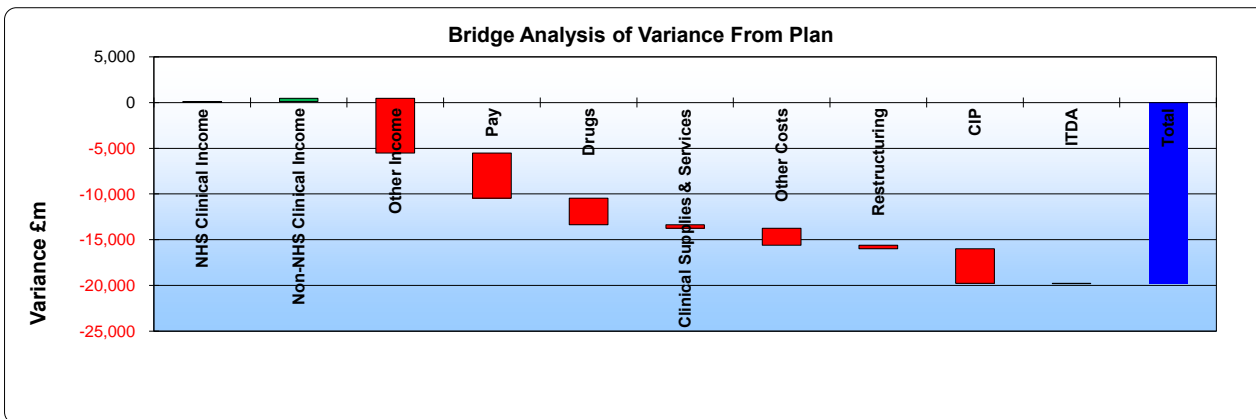 Bridge Analysis of Variance From Plan
Variance £m
5,000
0
-5,000
-10,000
-15,000
-20,000
-25,000
NHS Clinical Income
Non-NHS Clinical Income
Other Income
Pay
Drugs
Clinical Supplies & Services
Other Costs
Restructuring
CIP
ITDA
Total